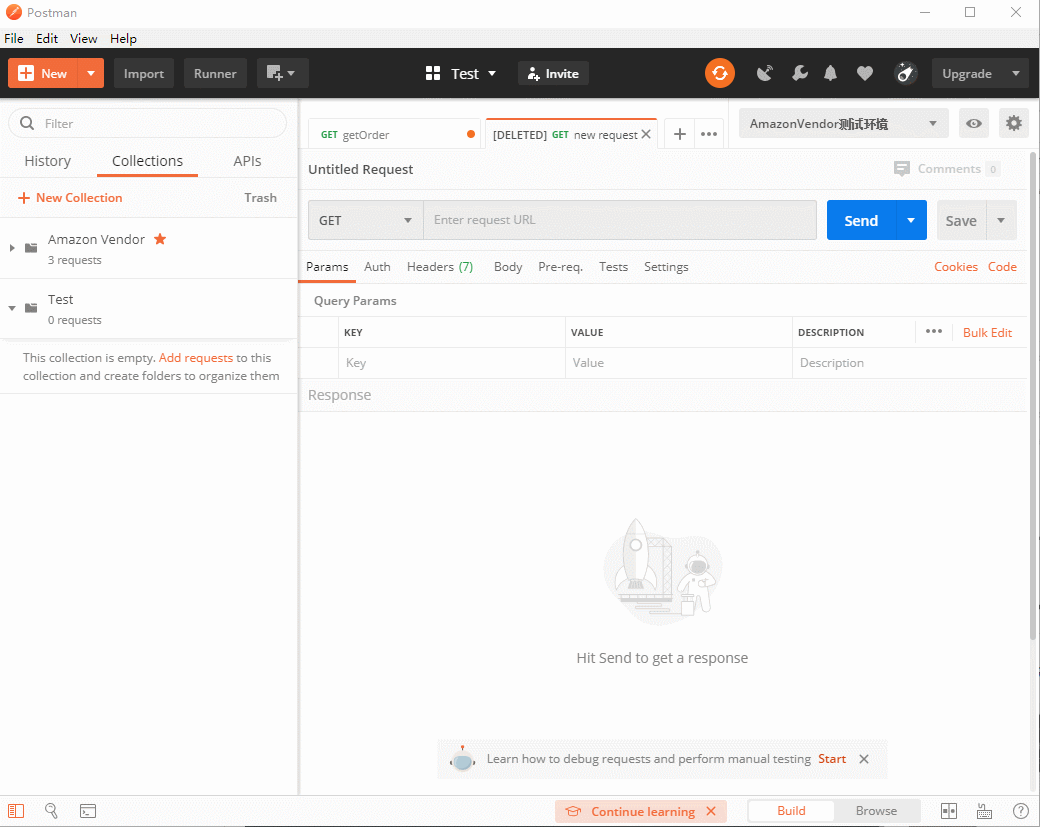 Postman
File Edit View Help
New Import Runner Test Invite Upgrade
Filter
History Collections APIs
New Collection Trash
Amazon Vendor
3 requests
Test
0 requests
This collection is empty. Add requests to this
collection and create folders to organize them
GET getOrder [DELETED] GET new request AmazonVendor测试环境
Untitled Request Comments 0
GET Enter request URL Send Save
Params Auth Headers (7) Body Pre-req. Tests Settings Cookies Code
Query Params
KEY VALUE DESCRIPTION Bulk Edit
Key Value Description
Response
Hit Send to get a response
Learn how to debug requests and perform manual testing Start
Continue learning Build Browse